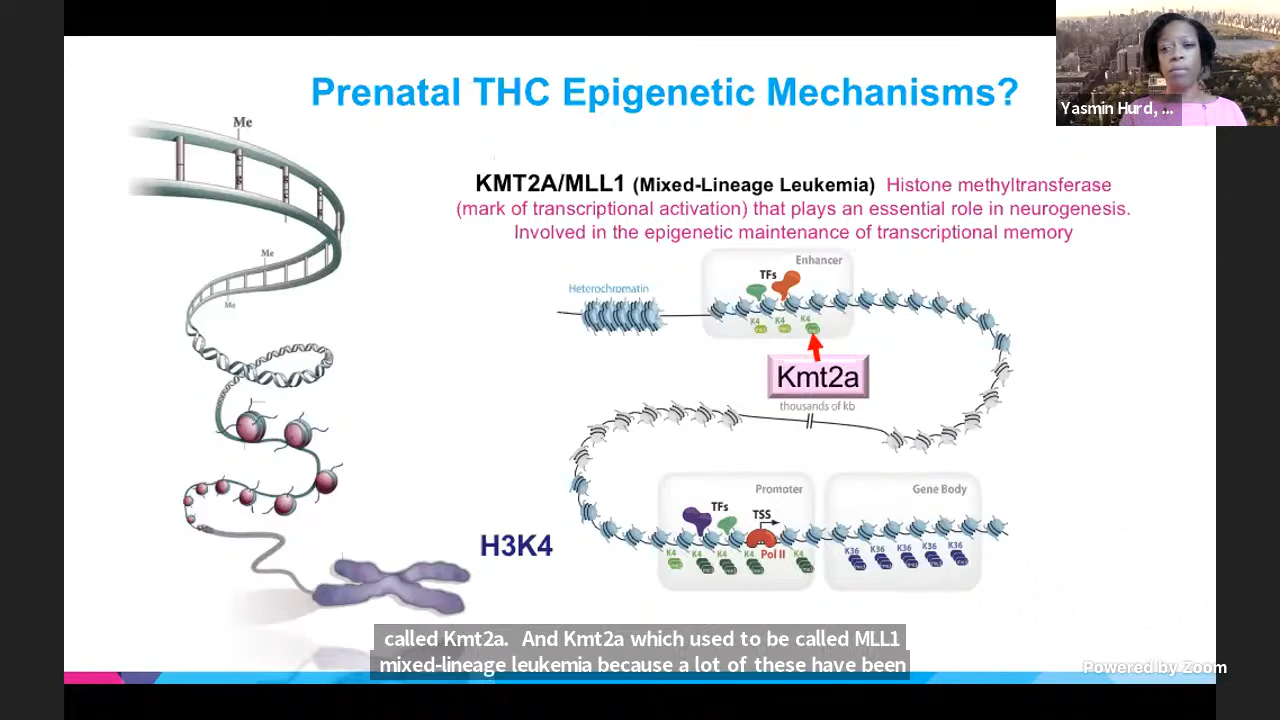 Prenatal THC Epigenetic Mechanisms?
Yasmin Hurd, ...
Me
Me
Me
KMT2A/MLL1 (Mixed-Lineage Leukemia) Histone methyltransferase
(mark of transcriptional activation) that plays an essential role in neurogenesis.
Involved in the epigenetic maintenance of transcriptional memory
Enhancer
TFs
Heterochromatin
K4 K4 K4
me1 me1 me1
Kmt2a
thousands of kb
Promoter
Gene Body
TFs
TSS
Pol II
H3K4
K4 K4 K4 K4 K4
K36 K36 K36 K36 K36
called Kmt2a. And Kmt2a which used to be called MLL1
mixed-lineage leukemia because a lot of these have been
Powered by Zoom